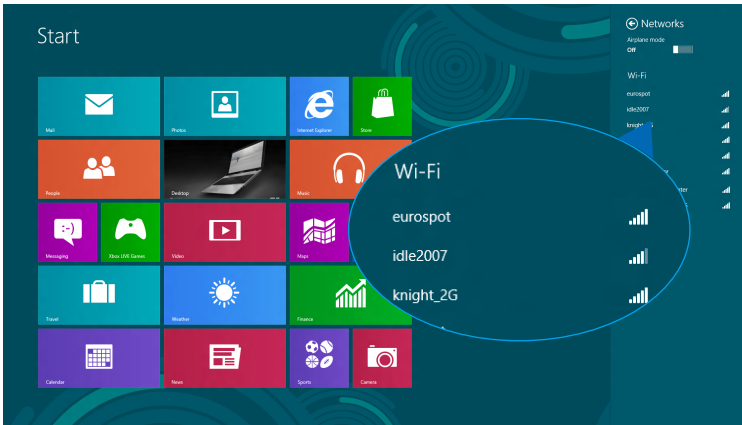 Start
Networks
Airplane mode
Off
Wi-Fi
eurospot
idle2007
Mail
Photos
Internet Explorer
Store
People
Desktop
Music
Messaging
Xbox LIVE Games
Video
Maps
Travel
Weather
Finance
Calendar
News
Sports
Camera
Wi-Fi
eurospot
idle2007
knight_2G